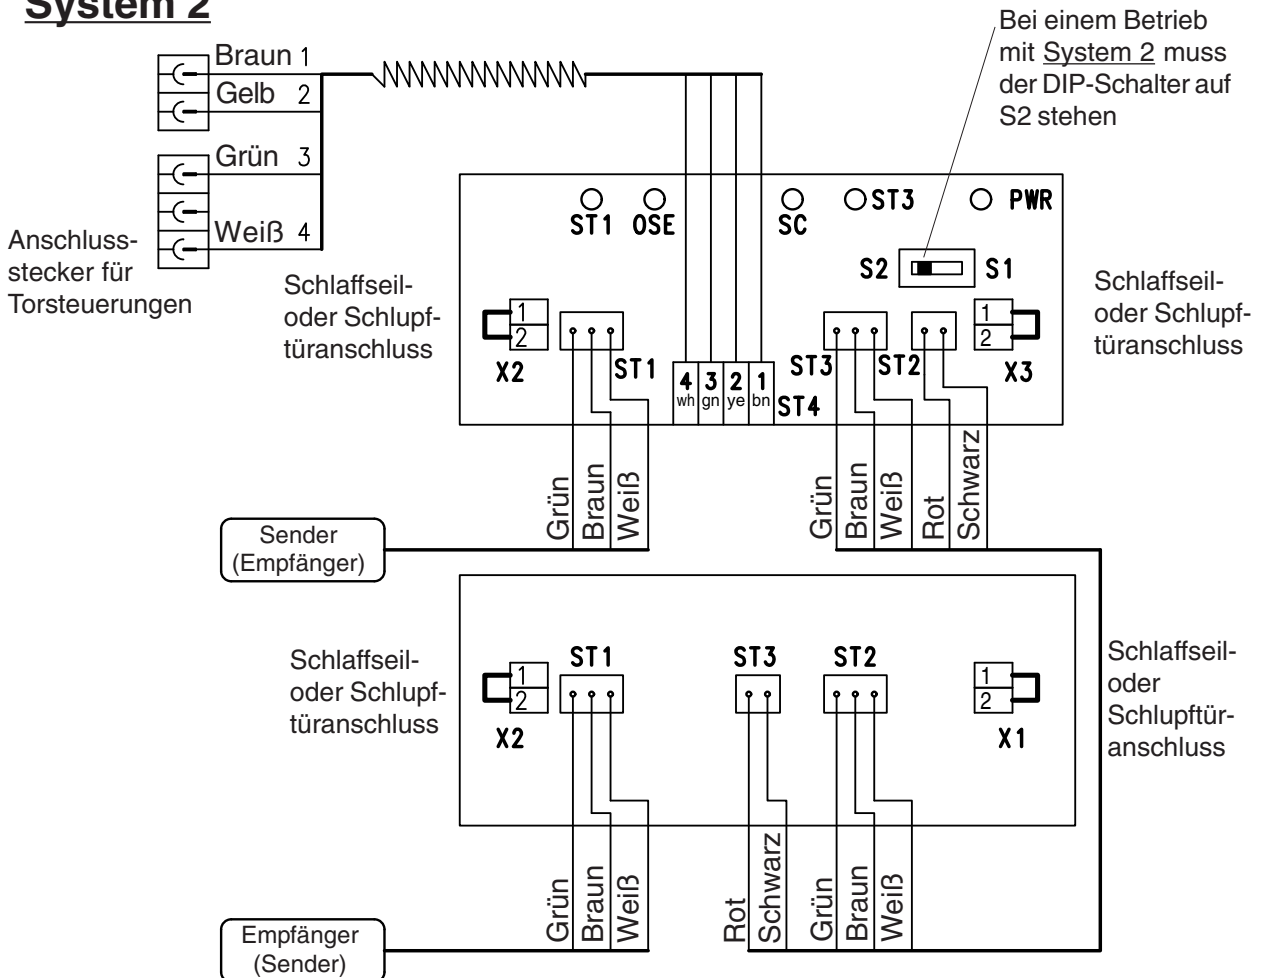 System 2
Bei einem Betrieb
mit System 2 muss
der DIP-Schalter auf
S2 stehen
Braun 1
Gelb 2
Grün 3
Weiß 4
Anschluss-
stecker für
Torsteuerungen
ST1 OSE SC ST3 PWR
S2 S1
Schlaffseil-
oder Schlupf-
türanschluss
Schlaffseil-
oder Schlupf-
türanschluss
1
2
X2
ST1
4 3 2 1
wh gn ye bn
ST4
ST3
ST2
1
2
X3
Grün
Braun
Weiß
Grün
Braun
Weiß
Rot
Schwarz
Sender
(Empfänger)
Schlaffseil-
oder Schlupf-
türanschluss
1
2
X2
ST1
ST3
ST2
1
2
X1
Schlaffseil-
oder
Schlupftür-
anschluss
Grün
Braun
Weiß
Rot
Schwarz
Grün
Braun
Weiß
Empfänger
(Sender)